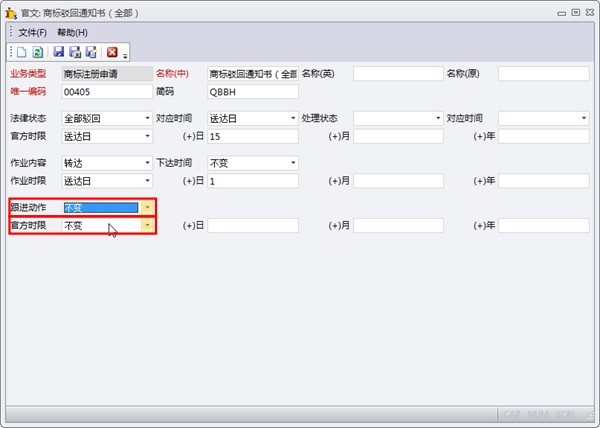 官文: 商标驳回通知书（全部）
文件(F) 帮助(H)
业务类型 商标注册申请 名称(中) 商标驳回通知书（全部 名称(英) 名称(原)
唯一编码 00405 简码 QBBH
法律状态 全部驳回 对应时间 送达日 处理状态 对应时间
官方时限 送达日 (+)日 15 (+)月 (+)年
作业内容 转达 下达时间 不变
作业时限 送达日 (+)日 1 (+)月 (+)年
跟进动作 不变
官方时限 不变 (+)日 (+)月 (+)年
CAP NUM SCRL